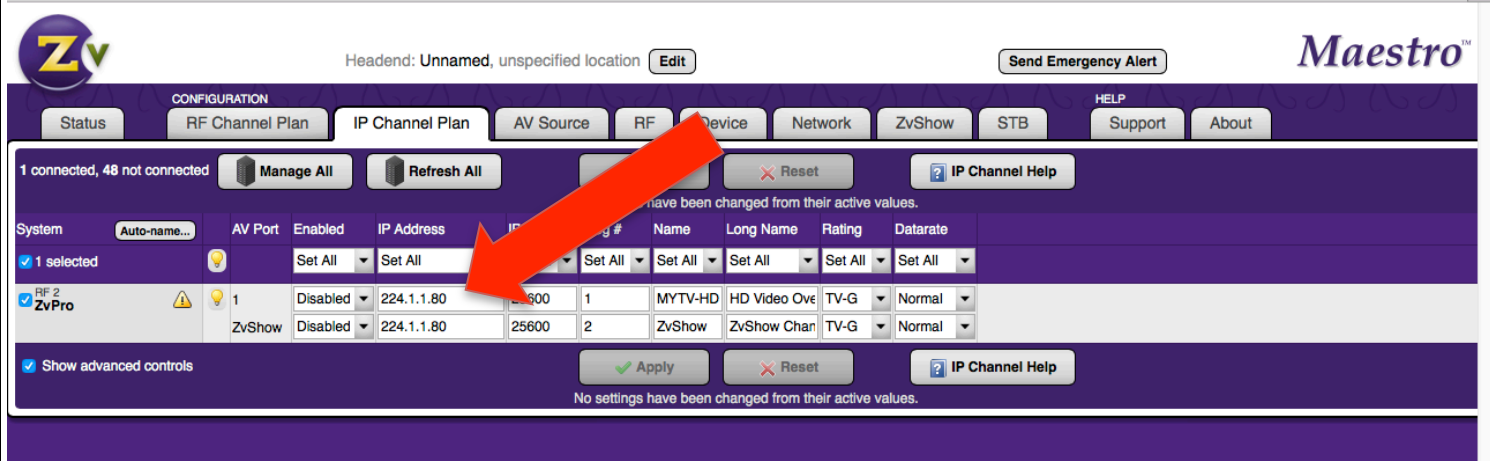 Zv
Headend: Unnamed, unspecified location Edit
Send Emergency Alert
Maestro™
CONFIGURATION
HELP
Status RF Channel Plan IP Channel Plan AV Source RF Device Network ZvShow STB Support About
1 connected, 48 not connected Manage All Refresh All Reset IP Channel Help
have been changed from their active values.
System Auto-name... AV Port Enabled IP Address # Name Long Name Rating Datarate
1 selected Set All Set All Set All Set All Set All Set All Set All
RF 2
ZvPro 1 Disabled 224.1.1.80 1 MYTV-HD HD Video Ove TV-G Normal
ZvShow Disabled 224.1.1.80 25600 2 ZvShow ZvShow Chan TV-G Normal
Show advanced controls Apply Reset IP Channel Help
No settings have been changed from their active values.